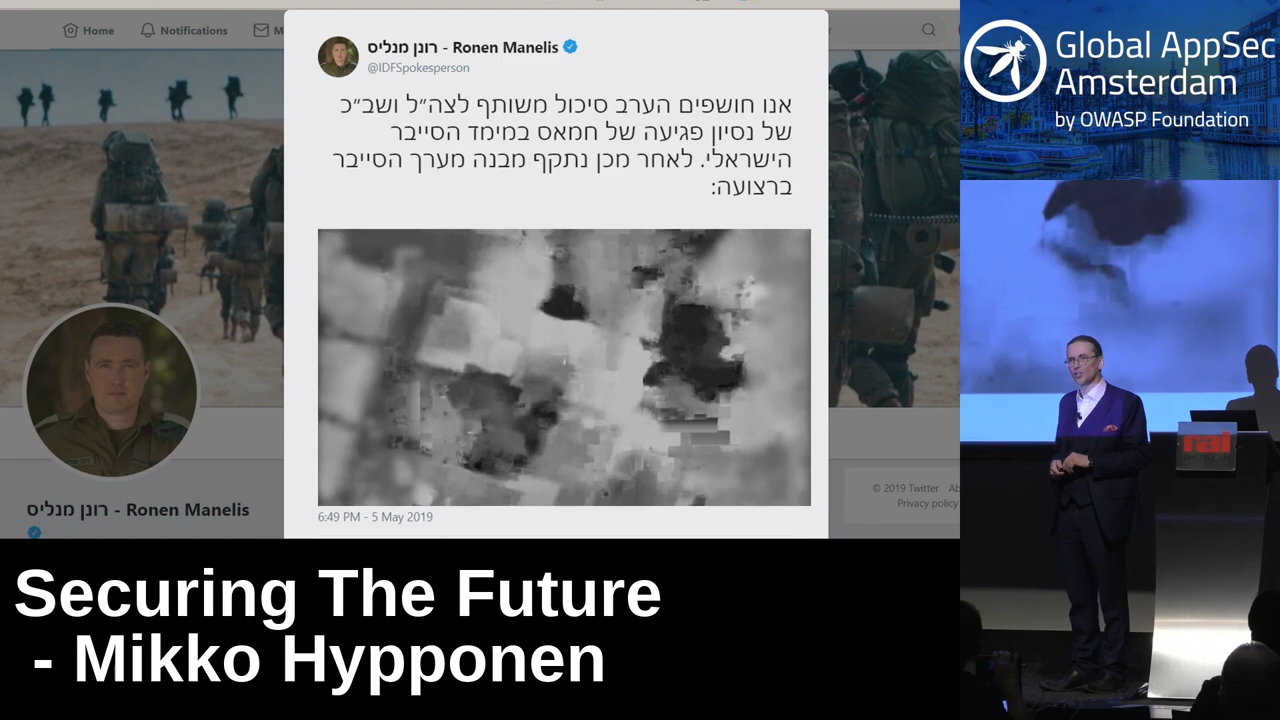 Home
Notifications
רונן מנליס - Ronen Manelis
@IDFSpokesperson
אנו חושפים הערב סיכול משותף לצה״ל ושב״כ
של נסיון פגיעה של חמאס במימד הסייבר
הישראלי. לאחר מכן נתקף מבנה מערך הסייבר
ברצועה:
6:49 PM - 5 May 2019
רונן מנליס - Ronen Manelis
© 2019 Twitter
Privacy policy
Global AppSec
Amsterdam
by OWASP Foundation
rai
Securing The Future
- Mikko Hypponen